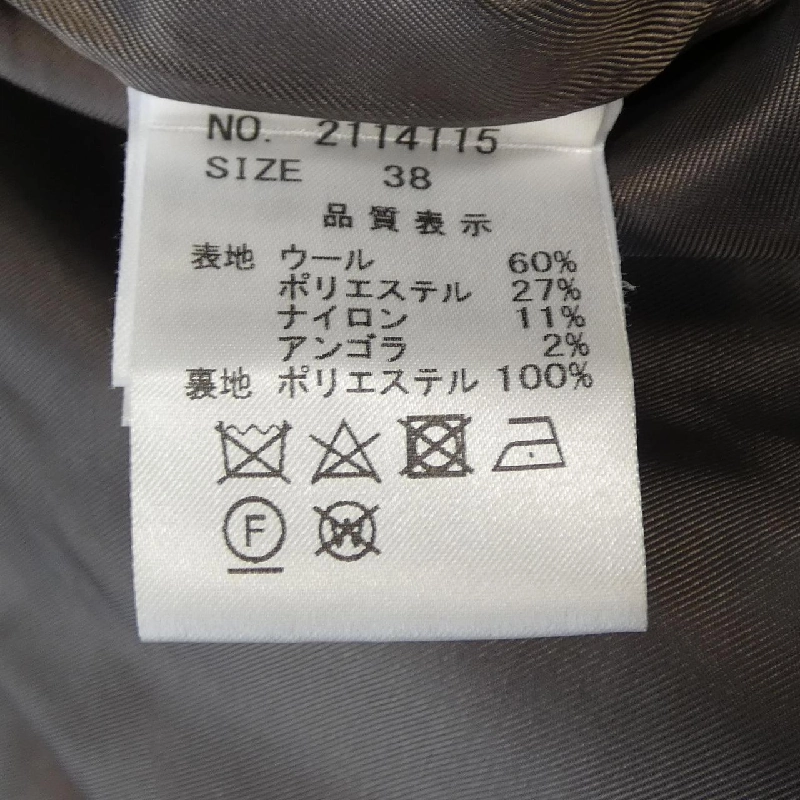 NO. 2114115
SIZE 38
品質表示
表地 ウール 60%
ポリエステル 27%
ナイロン 11%
アンゴラ 2%
裏地 ポリエステル 100%
F W